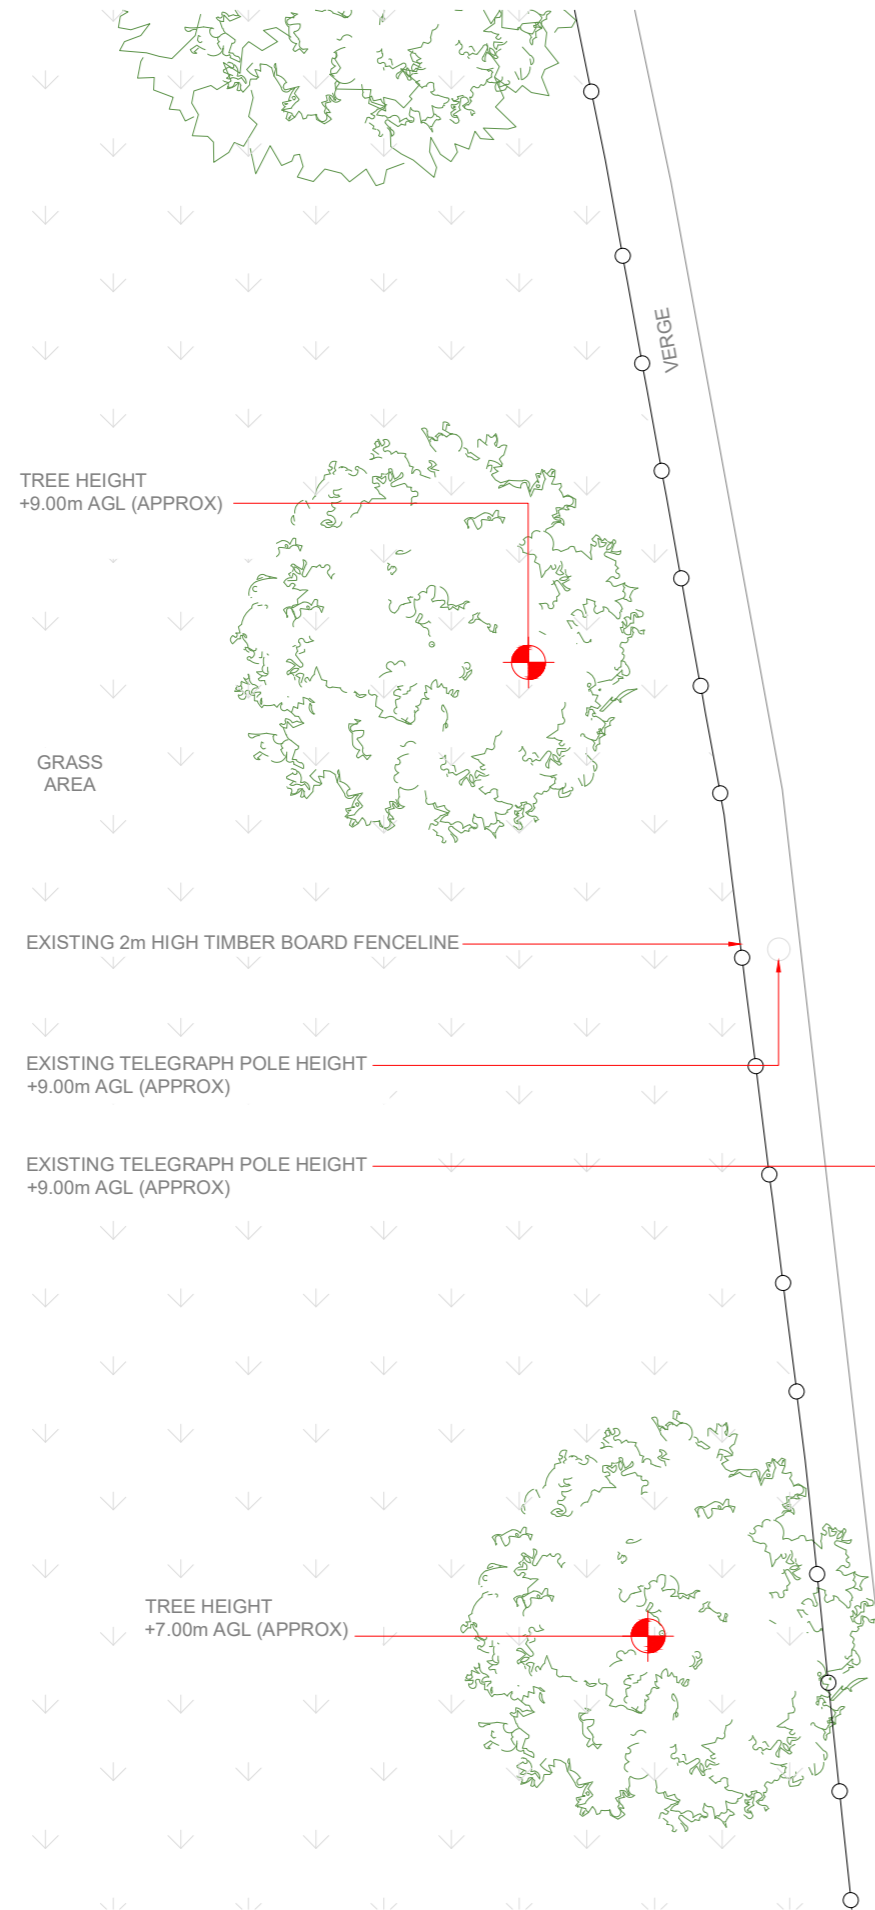 VERGE
TREE HEIGHT
+9.00m AGL (APPROX)
GRASS
AREA
EXISTING 2m HIGH TIMBER BOARD FENCELINE
EXISTING TELEGRAPH POLE HEIGHT
+9.00m AGL (APPROX)
EXISTING TELEGRAPH POLE HEIGHT
+9.00m AGL (APPROX)
TREE HEIGHT
+7.00m AGL (APPROX)